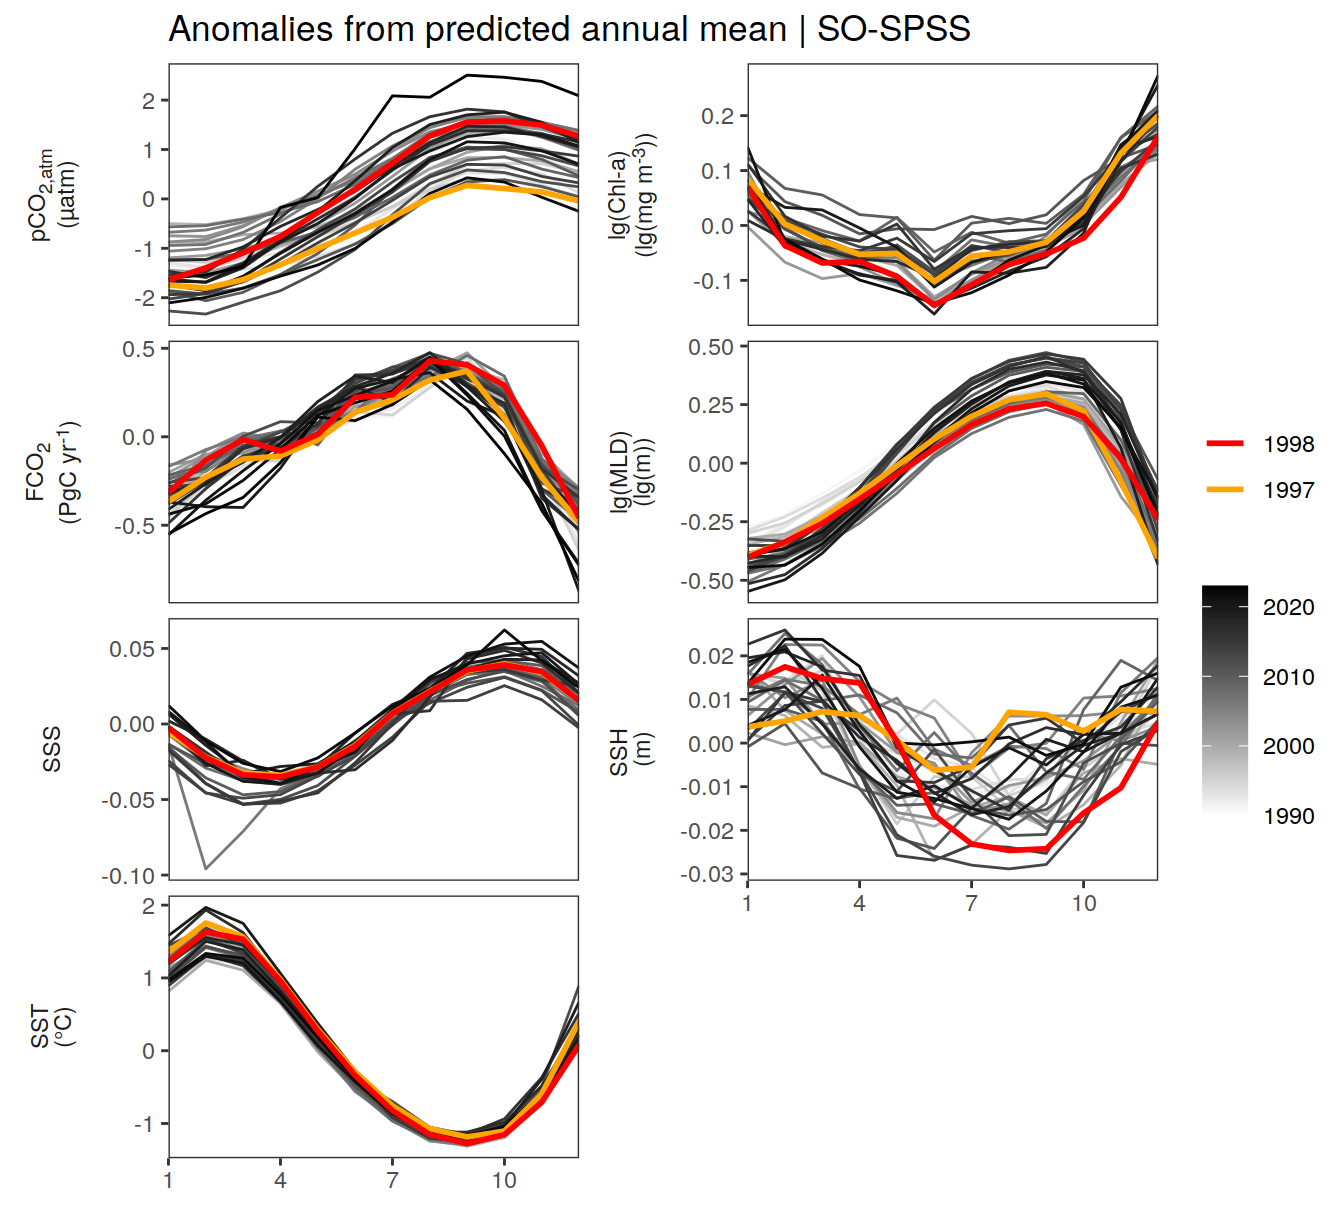 Anomalies from predicted annual mean | SO-SPSS
pCO2,atm
(µatm)
2
1
0
-1
-2
lg(Chl-a)
(lg(mg m-3))
0.2
0.1
0.0
-0.1
FCO2
(PgC yr-1)
0.5
0.0
-0.5
lg(MLD)
(lg(m))
0.50
0.25
0.00
-0.25
-0.50
SSS
0.05
0.00
-0.05
-0.10
SSH
(m)
0.02
0.01
0.00
-0.01
-0.02
-0.03
1 4 7 10
SST
(°C)
2
1
0
-1
1 4 7 10
1998
1997
2020
2010
2000
1990